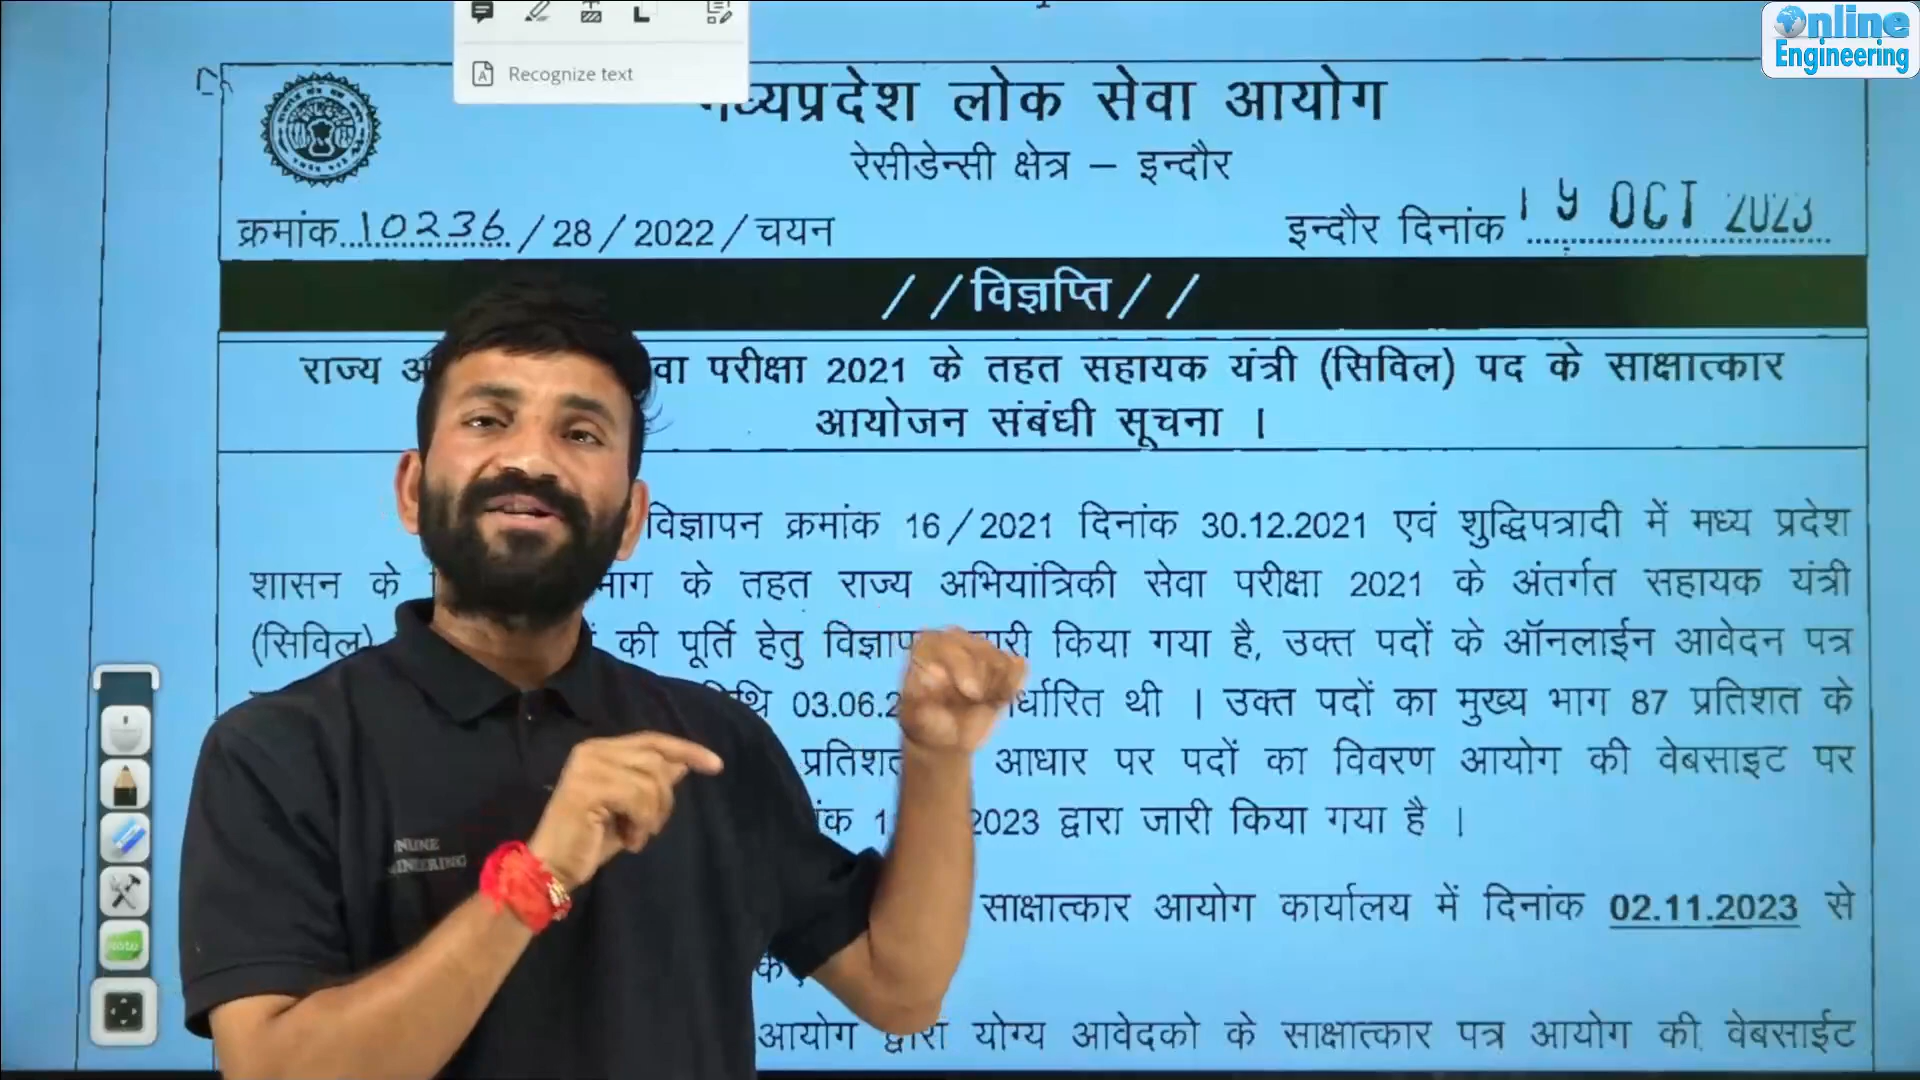 Online
Engineering
Recognize text
मध्यप्रदेश लोक सेवा आयोग
रेसीडेन्सी क्षेत्र – इन्दौर
क्रमांक 10236 / 28 / 2022 / चयन
इन्दौर दिनांक 19 OCT 2023
//विज्ञप्ति//
राज्य वा परीक्षा 2021 के तहत सहायक यंत्री (सिविल) पद के साक्षात्कार
आयोजन संबंधी सूचना ।
विज्ञापन क्रमांक 16/2021 दिनांक 30.12.2021 एवं शुद्धिपत्रादी में मध्य प्रदेश
शासन के के तहत राज्य अभियांत्रिकी सेवा परीक्षा 2021 के अंतर्गत सहायक यंत्री
(सिविल) की पूर्ति हेतु किया गया है, उक्त पदों के ऑनलाईन आवेदन पत्र
03.06.2 र्धारित थी । उक्त पदों का मुख्य भाग 87 प्रतिशत के
प्रतिशत आधार पर पदों का विवरण आयोग की वेबसाइट पर
2023 द्वारा जारी किया गया है ।
साक्षात्कार आयोग कार्यालय में दिनांक 02.11.2023 से
आयोग द्वारा योग्य आवेदको के साक्षात्कार पत्र आयोग की वेबसाईट
ONLINE
ENGINEERING
Note